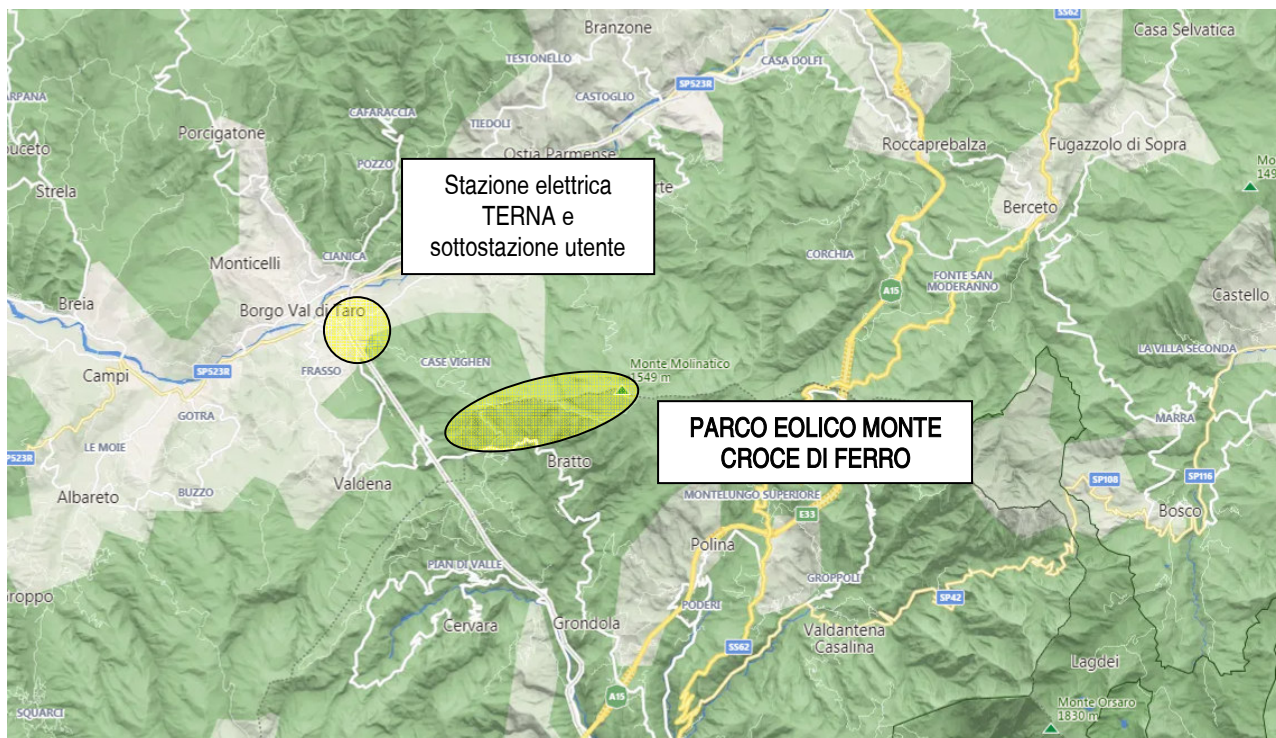 SS62
Branzone
Casa Selvatica
TESTONELLO
CASA DOLFI
SP523R
CASTOGLIO
CAFARACCIA
TIEDOLI
Porcigatone
Roccaprebalza
Fugazzolo di Sopra
Ostia Parmense
POZZO
Stazione elettrica
TERNA e
sottostazione utente
Strela
Berceto
CIANICA
Monticelli
CORCHIA
FONTE SAN
MODERANNO
A15
Castello
Breia
Borgo Val di Taro
LA VILLA SECONDA
CASE VIGHEN
Monte Molinatico
1549 m
FRASSO
SP523R
Campi
GOTRA
MARRA
PARCO EOLICO MONTE
CROCE DI FERRO
LE MOIE
Bratto
SP523R
Valdena
BUZZO
Albareto
MONTELUNGO SUPERIORE
SP108
SP116
Bosco
E33
Polina
PIAN DI VALLE
GROPPOLI
SP42
PODERI
Cervara
Grondola
Valdantena
Casalina
SS62
Lagdei
A15
Monte Orsaro
1830 m
SQUARCI